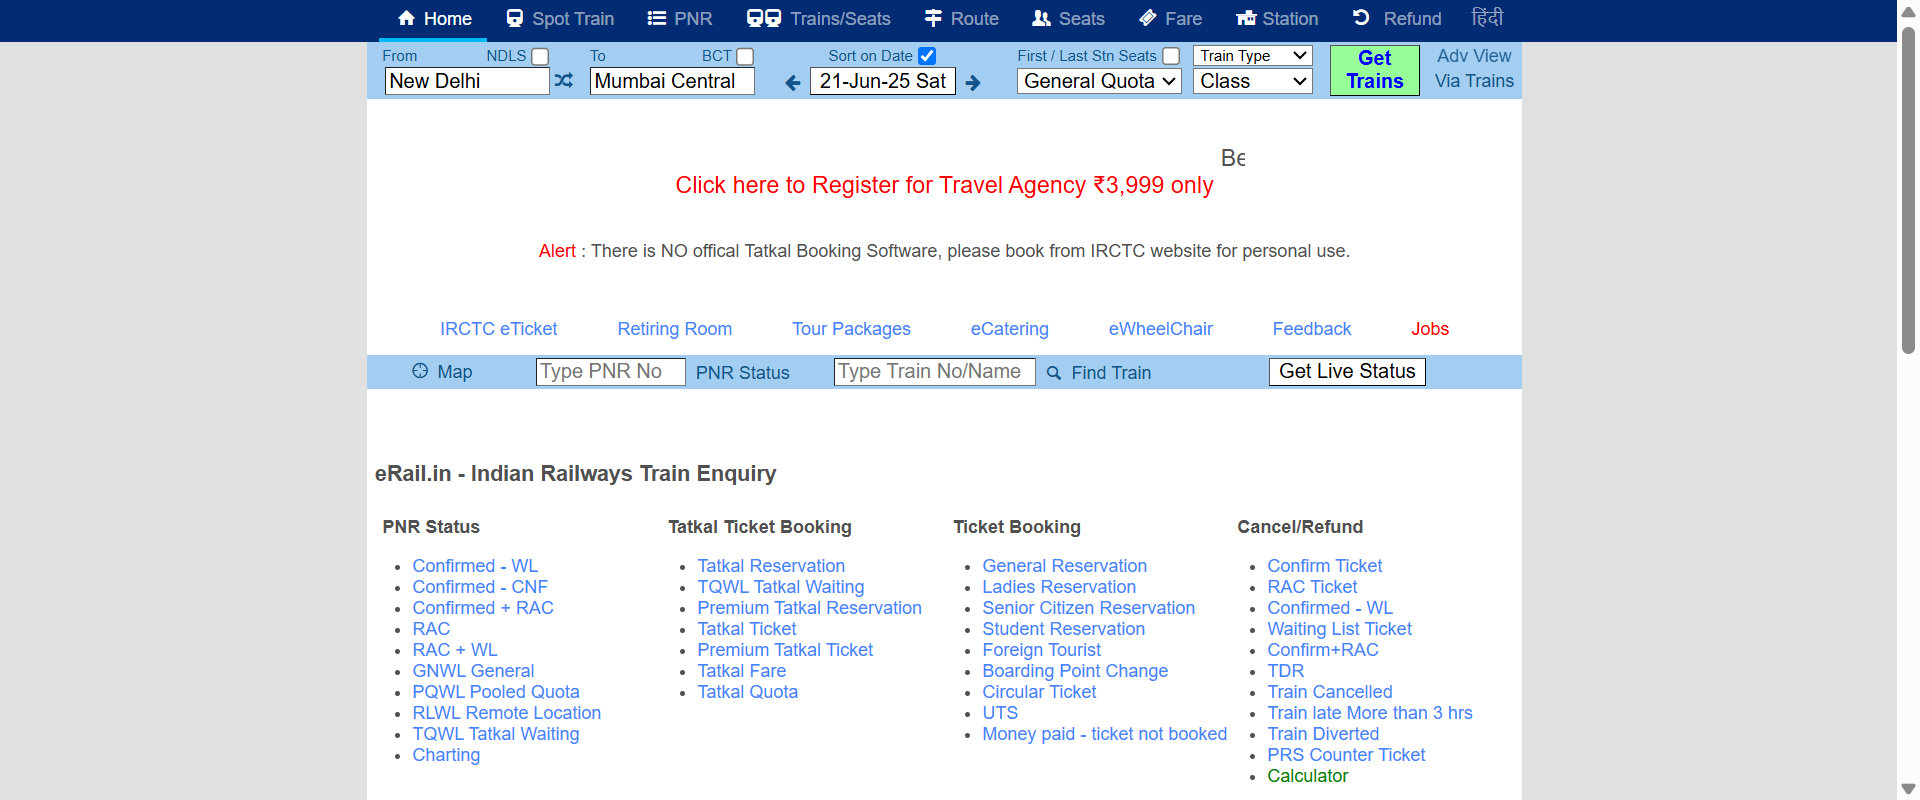 Home Spot Train PNR Trains/Seats Route Seats Fare Station Refund हिंदी
From NDLS To BCT Sort on Date First / Last Stn Seats Train Type Get Trains Adv View
New Delhi Mumbai Central 21-Jun-25 Sat General Quota Class Via Trains
Be
Click here to Register for Travel Agency ₹3,999 only
Alert : There is NO offical Tatkal Booking Software, please book from IRCTC website for personal use.
IRCTC eTicket Retiring Room Tour Packages eCatering eWheelChair Feedback Jobs
Map Type PNR No PNR Status Type Train No/Name Find Train Get Live Status
eRail.in - Indian Railways Train Enquiry
PNR Status
Confirmed - WL
Confirmed - CNF
Confirmed + RAC
RAC
RAC + WL
GNWL General
PQWL Pooled Quota
RLWL Remote Location
TQWL Tatkal Waiting
Charting
Tatkal Ticket Booking
Tatkal Reservation
TQWL Tatkal Waiting
Premium Tatkal Reservation
Tatkal Ticket
Premium Tatkal Ticket
Tatkal Fare
Tatkal Quota
Ticket Booking
General Reservation
Ladies Reservation
Senior Citizen Reservation
Student Reservation
Foreign Tourist
Boarding Point Change
Circular Ticket
UTS
Money paid - ticket not booked
Cancel/Refund
Confirm Ticket
RAC Ticket
Confirmed - WL
Waiting List Ticket
Confirm+RAC
TDR
Train Cancelled
Train late More than 3 hrs
Train Diverted
PRS Counter Ticket
Calculator